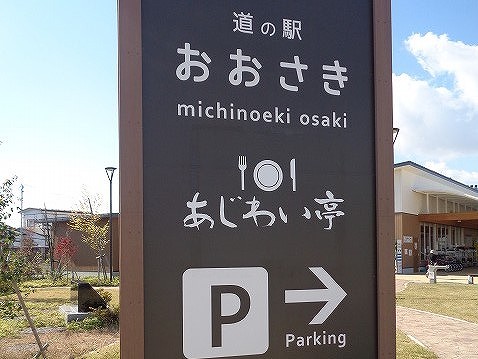 道の駅
おおさき
michinoeki osaki
あじわい亭
P
Parking